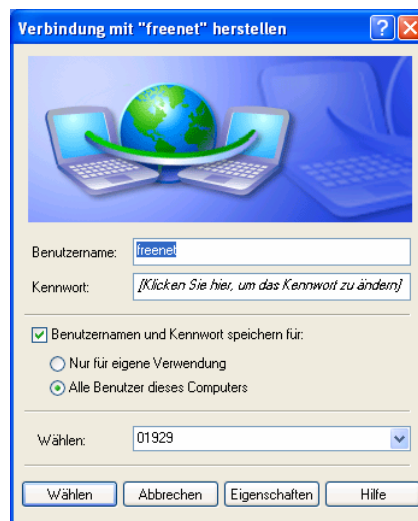 Verbindung mit "freenet" herstellen
Benutzername: freenet
Kennwort: [Klicken Sie hier, um das Kennwort zu ändern]
Benutzernamen und Kennwort speichern für:
Nur für eigene Verwendung
Alle Benutzer dieses Computers
Wählen: 01929
Wählen Abbrechen Eigenschaften Hilfe